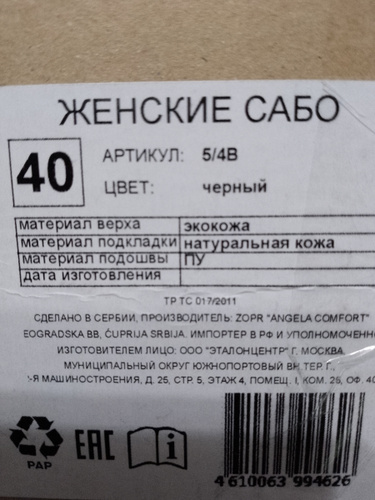 ЖЕНСКИЕ САБО
40
АРТИКУЛ: 5/4B
ЦВЕТ: черный
материал верха экокожа
материал подкладки натуральная кожа
материал подошвы ПУ
дата изготовления
ТР ТС 017/2011
СДЕЛАНО В СЕРБИИ, ПРОИЗВОДИТЕЛЬ: ZOPR "ANGELA COMFORT"
EOGRADSKA BB, ĆUPRIJA SRBIJA. ИМПОРТЕР В РФ И УПОЛНОМОЧЕНН
ИЗГОТОВИТЕЛЕМ ЛИЦО: ООО "ЭТАЛОНЦЕНТР" Г. МОСКВА.
МУНИЦИПАЛЬНЫЙ ОКРУГ ЮЖНОПОРТОВЫЙ ВН ТЕР Г.,
-Я МАШИНОСТРОЕНИЯ, Д. 25, СТР. 5, ЭТАЖ 4, ПОМЕЩ. I, КОМ. 26, ОФ. 40
PAP
EAC
i
4 610063 994626